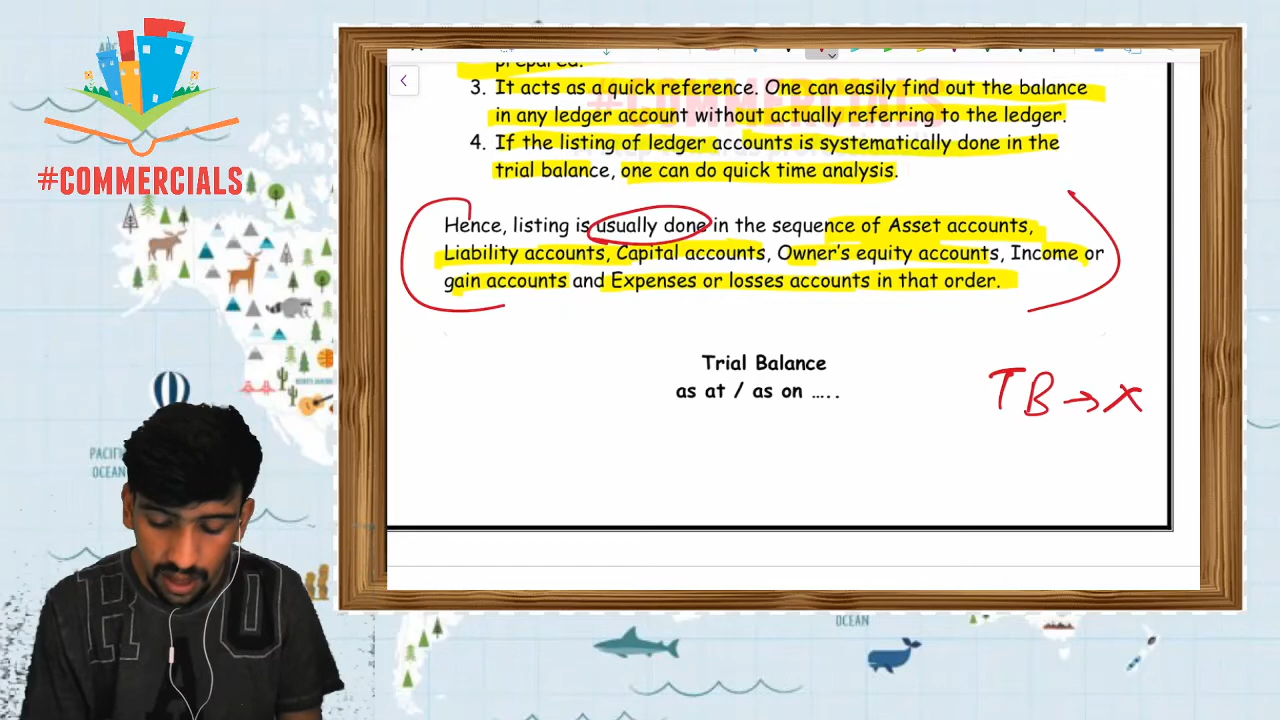 #COMMERCIALS
prepared.
3. It acts as a quick reference. One can easily find out the balance
in any ledger account without actually referring to the ledger.
4. If the listing of ledger accounts is systematically done in the
trial balance, one can do quick time analysis.
Hence, listing is usually done in the sequence of Asset accounts,
Liability accounts, Capital accounts, Owner's equity accounts, Income or
gain accounts and Expenses or losses accounts in that order.
Trial Balance
as at / as on .....
TB → X
PACIFIC
OCEAN
OCEAN